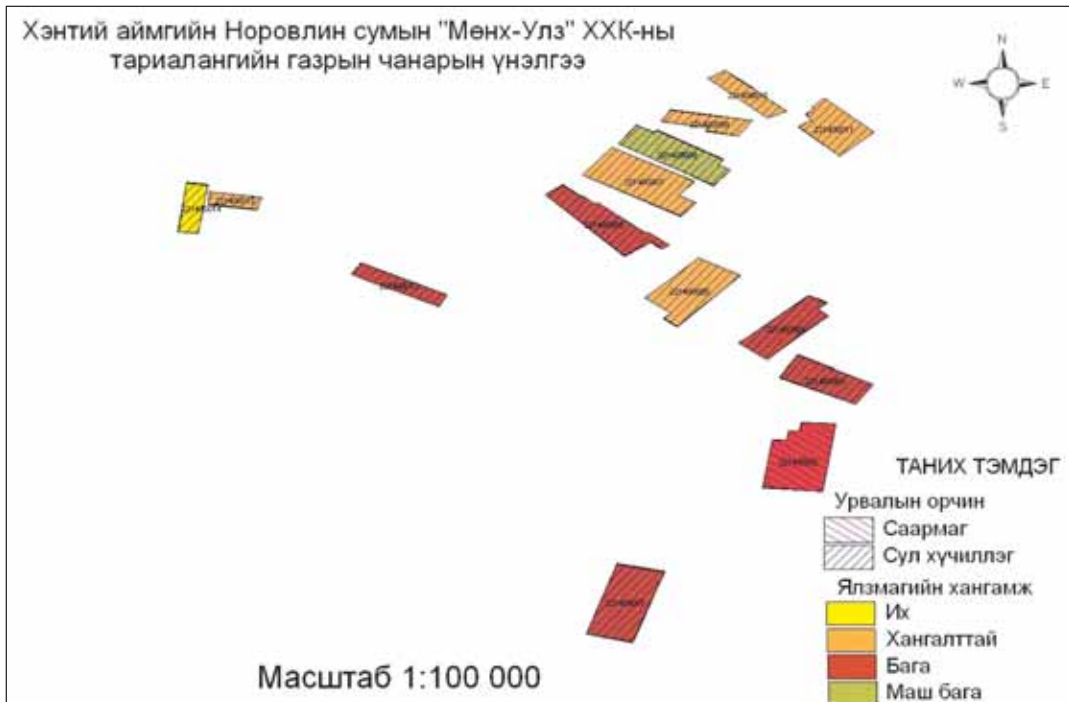 Хэнтий аймгийн Норовлин сумын "Мөнх-Улз" ХХК-ны
тариалангийн газрын чанарын үнэлгээ
N
W
E
S
ТАНИХ ТЭМДЭГ
Урвалын орчин
Саармаг
Сул хүчиллэг
Ялзмагийн хангамж
Их
Хангалттай
Бага
Маш бага
Масштаб 1:100 000